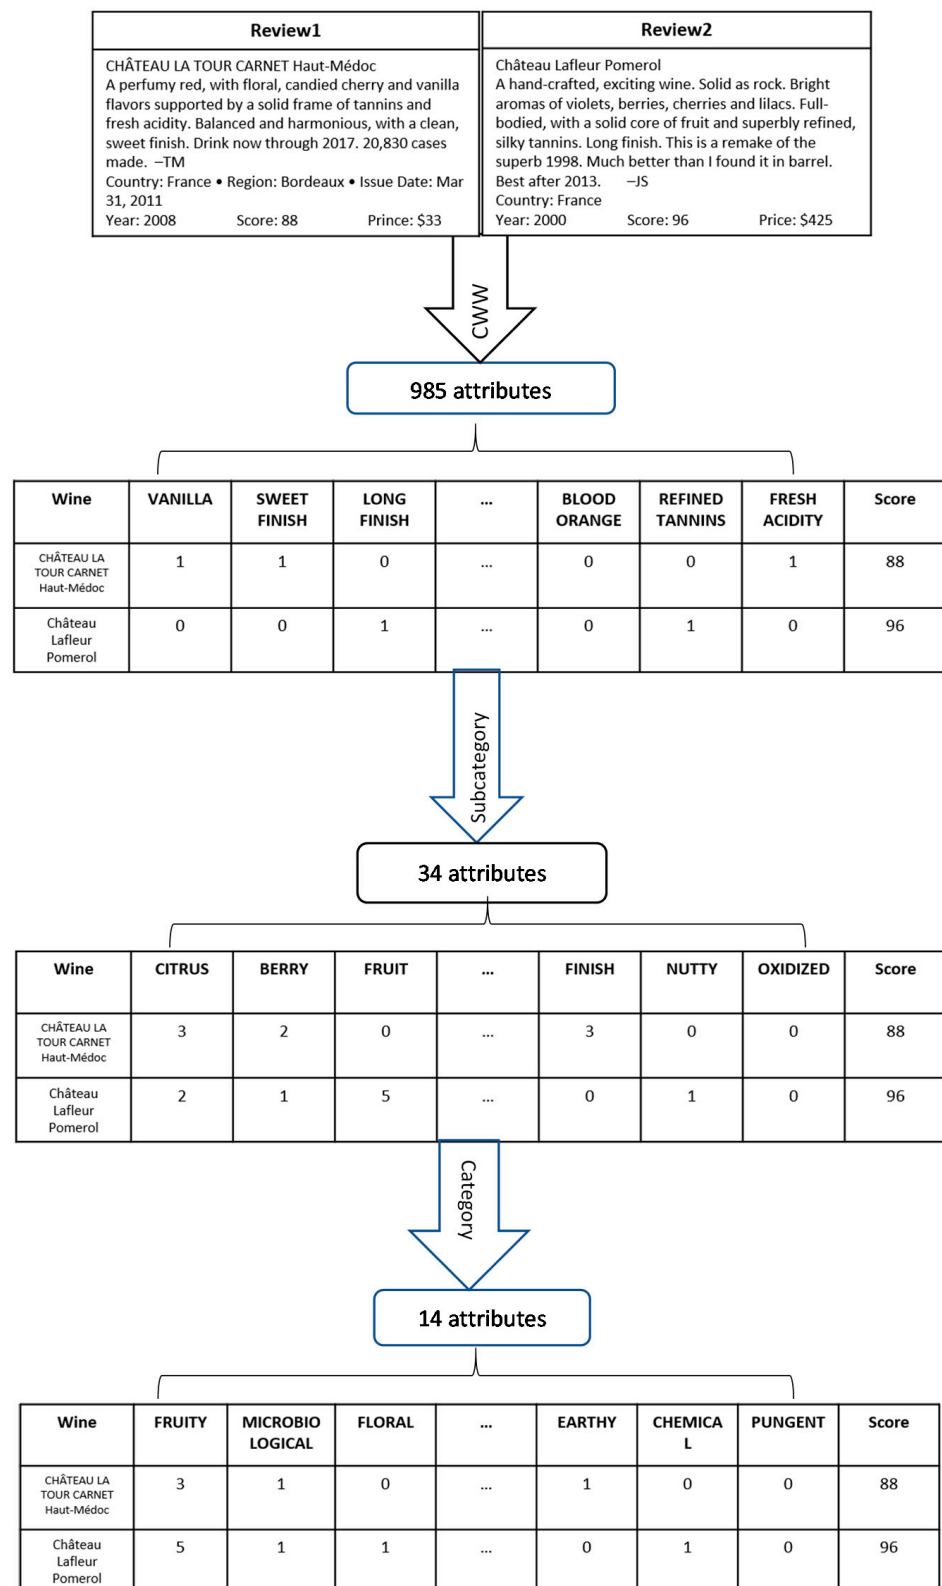 Review1
CHÂTEAU LA TOUR CARNET Haut-Médoc
A perfumy red, with floral, candied cherry and vanilla
flavors supported by a solid frame of tannins and
fresh acidity. Balanced and harmonious, with a clean,
sweet finish. Drink now through 2017. 20,830 cases
made. –TM
Country: France • Region: Bordeaux • Issue Date: Mar
31, 2011
Year: 2008 Score: 88 Prince: $33
Review2
Château Lafleur Pomerol
A hand-crafted, exciting wine. Solid as rock. Bright
aromas of violets, berries, cherries and lilacs. Full-
bodied, with a solid core of fruit and superbly refined,
silky tannins. Long finish. This is a remake of the
superb 1998. Much better than I found it in barrel.
Best after 2013. –JS
Country: France
Year: 2000 Score: 96 Price: $425
CWW
985 attributes
Wine VANILLA SWEET FINISH LONG FINISH ... BLOOD ORANGE REFINED TANNINS FRESH ACIDITY Score
CHÂTEAU LA TOUR CARNET Haut-Médoc 1 1 0 ... 0 0 1 88
Château Lafleur Pomerol 0 0 1 ... 0 1 0 96
Subcategory
34 attributes
Wine CITRUS BERRY FRUIT ... FINISH NUTTY OXIDIZED Score
CHÂTEAU LA TOUR CARNET Haut-Médoc 3 2 0 ... 3 0 0 88
Château Lafleur Pomerol 2 1 5 ... 0 1 0 96
Category
14 attributes
Wine FRUITY MICROBIO LOGICAL FLORAL ... EARTHY CHEMICA L PUNGENT Score
CHÂTEAU LA TOUR CARNET Haut-Médoc 3 1 0 ... 1 0 0 88
Château Lafleur Pomerol 5 1 1 ... 0 1 0 96